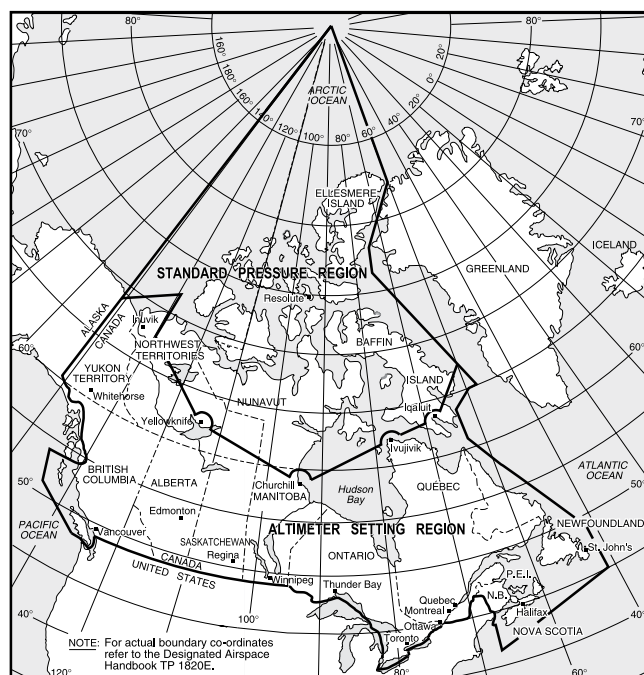 80°
160°
160°
140°
120°
100°
80°
60°
40°
20°
0°
20°
80°
ARCTIC
OCEAN
70°
70°
ELLESMERE
ISLAND
ICELAND
GREENLAND
STANDARD PRESSURE REGION
Resolute
ALASKA
CANADA
Inuvik
BAFFIN
ISLAND
NORTHWEST
TERRITORIES
60°
60°
YUKON
TERRITORY
Whitehorse
NUNAVUT
Iqaluit
Yellowknife
Ivujivik
50°
50°
BRITISH
COLUMBIA
ALBERTA
Churchill
MANITOBA
Hudson
Bay
QUÉBEC
ATLANTIC
OCEAN
PACIFIC
OCEAN
Edmonton
ALTIMETER SETTING REGION
NEWFOUNDLAND
Vancouver
SASKATCHEWAN
Regina
ONTARIO
St. John's
CANADA
UNITED STATES
Winnipeg
Thunder Bay
P.E.I.
N.B.
Quebec
Montreal
Halifax
40°
40°
100°
Ottawa
NOVA SCOTIA
Toronto
NOTE: For actual boundary co-ordinates
refer to the Designated Airspace
Handbook TP 1820E.
120°
80°
60°